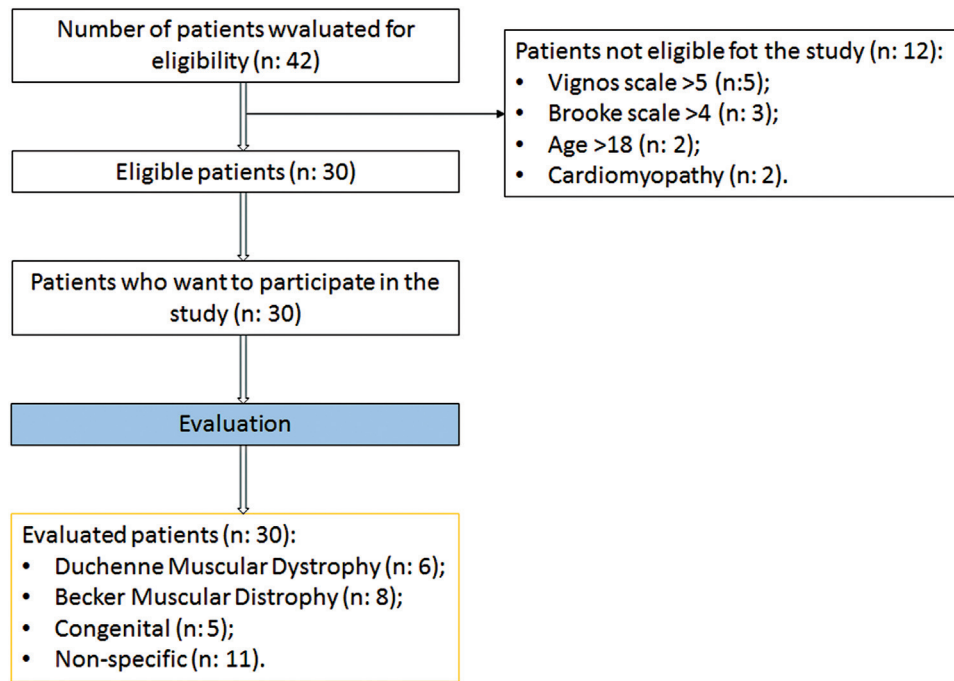 Number of patients wvaluated for
eligibility (n: 42)
Patients not eligible fot the study (n: 12):
• Vignos scale >5 (n:5);
• Brooke scale >4 (n: 3);
• Age >18 (n: 2);
• Cardiomyopathy (n: 2).
Eligible patients (n: 30)
Patients who want to participate in the
study (n: 30)
Evaluation
Evaluated patients (n: 30):
• Duchenne Muscular Dystrophy (n: 6);
• Becker Muscular Distrophy (n: 8);
• Congenital (n: 5);
• Non-specific (n: 11).